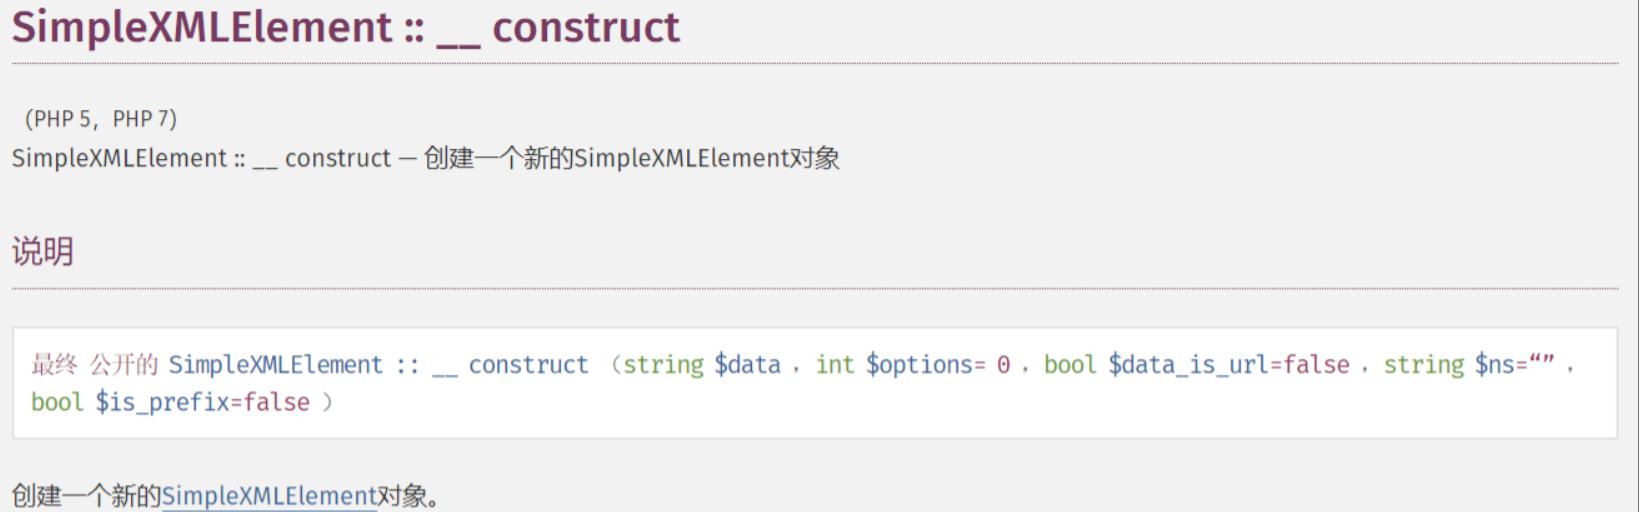 SimpleXMLElement :: __ construct
（PHP 5，PHP 7)
SimpleXMLElement :: __ construct — 创建一个新的SimpleXMLElement对象
说明
最终 公开的 SimpleXMLElement :: __ construct （string $data ，int $options= 0 ，bool $data_is_url=false ，string $ns=“” ，
bool $is_prefix=false ）
创建一个新的SimpleXMLElement对象。